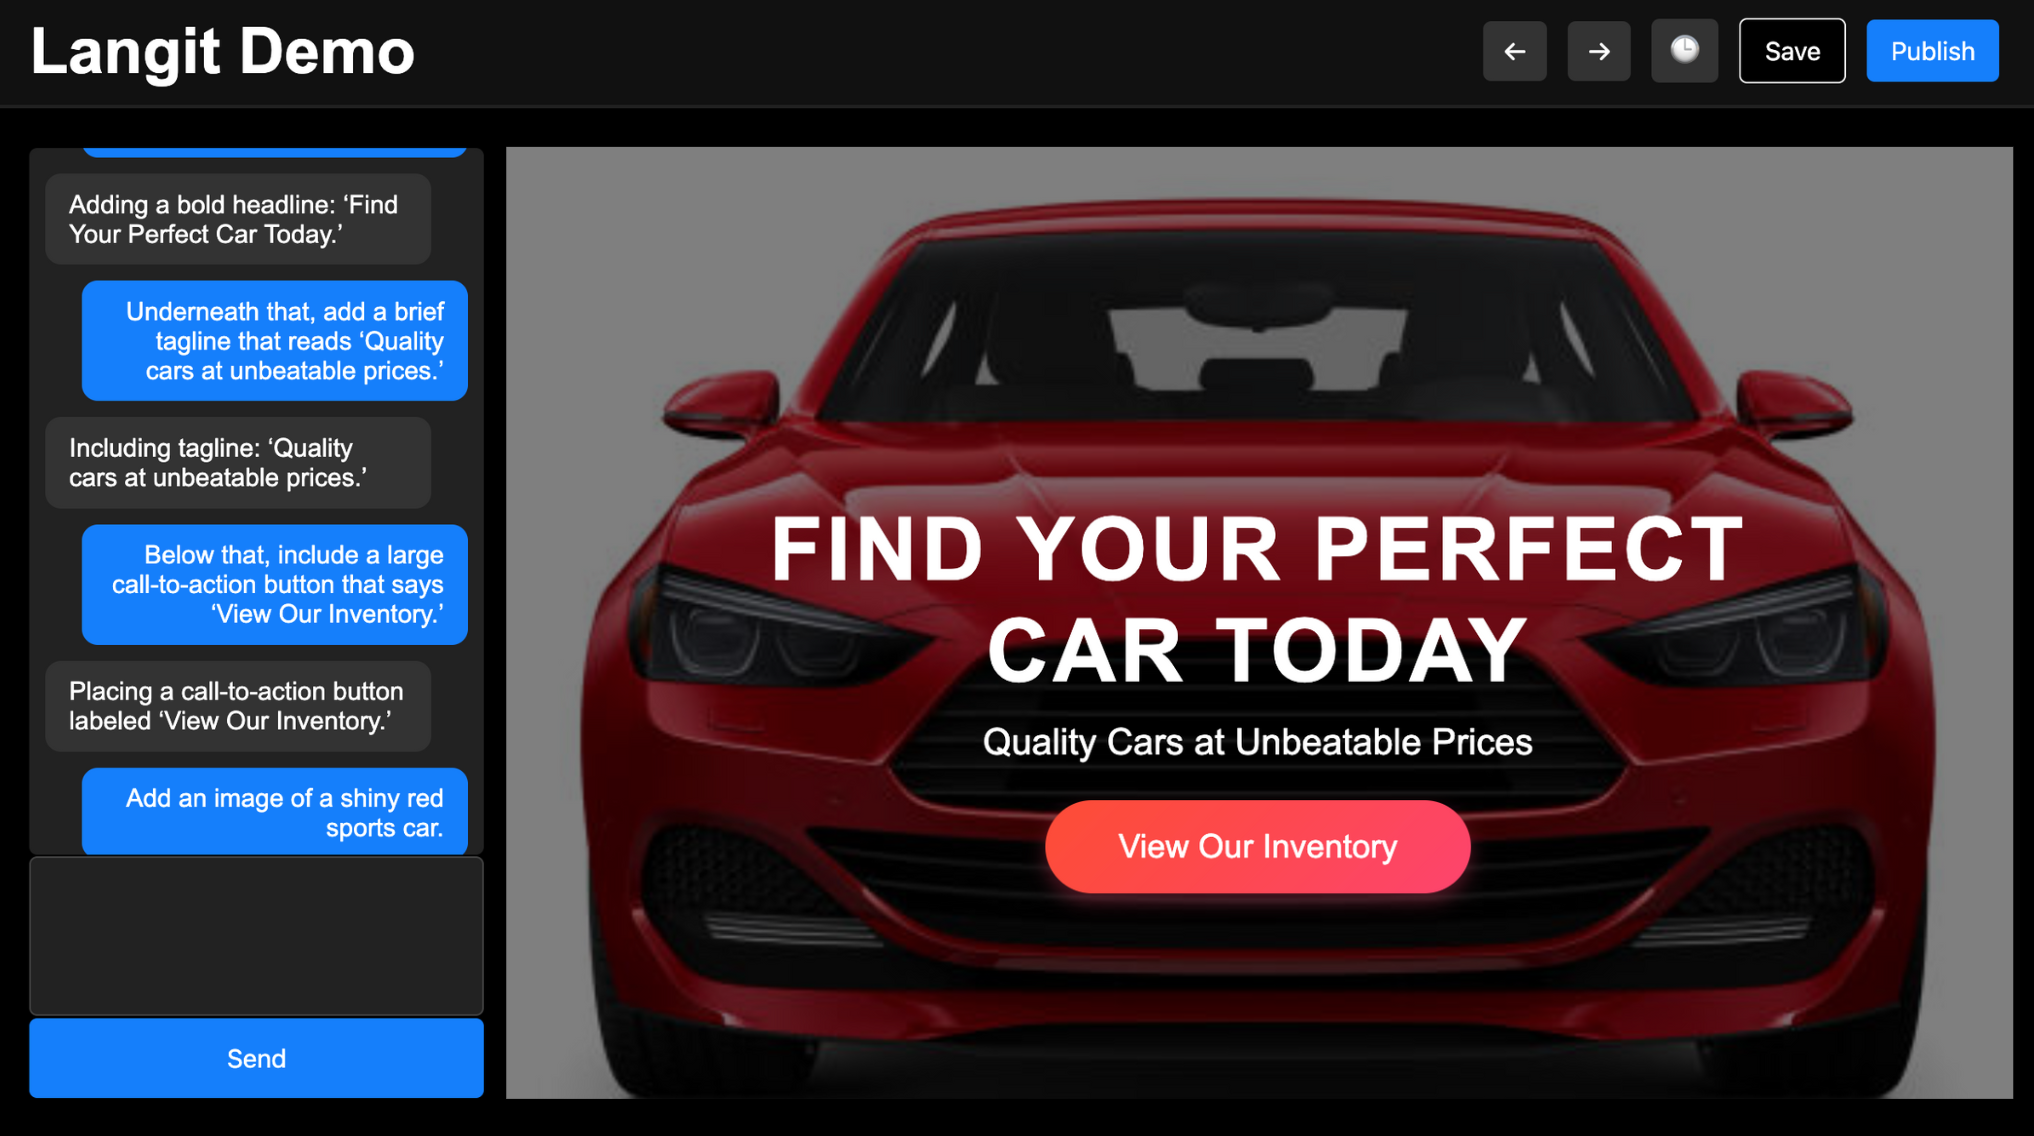 Langit Demo
Save
Publish
Adding a bold headline: ‘Find
Your Perfect Car Today.’
Underneath that, add a brief
tagline that reads ‘Quality
cars at unbeatable prices.’
Including tagline: ‘Quality
cars at unbeatable prices.’
Below that, include a large
call-to-action button that says
‘View Our Inventory.’
Placing a call-to-action button
labeled ‘View Our Inventory.’
Add an image of a shiny red
sports car.
Send
FIND YOUR PERFECT
CAR TODAY
Quality Cars at Unbeatable Prices
View Our Inventory